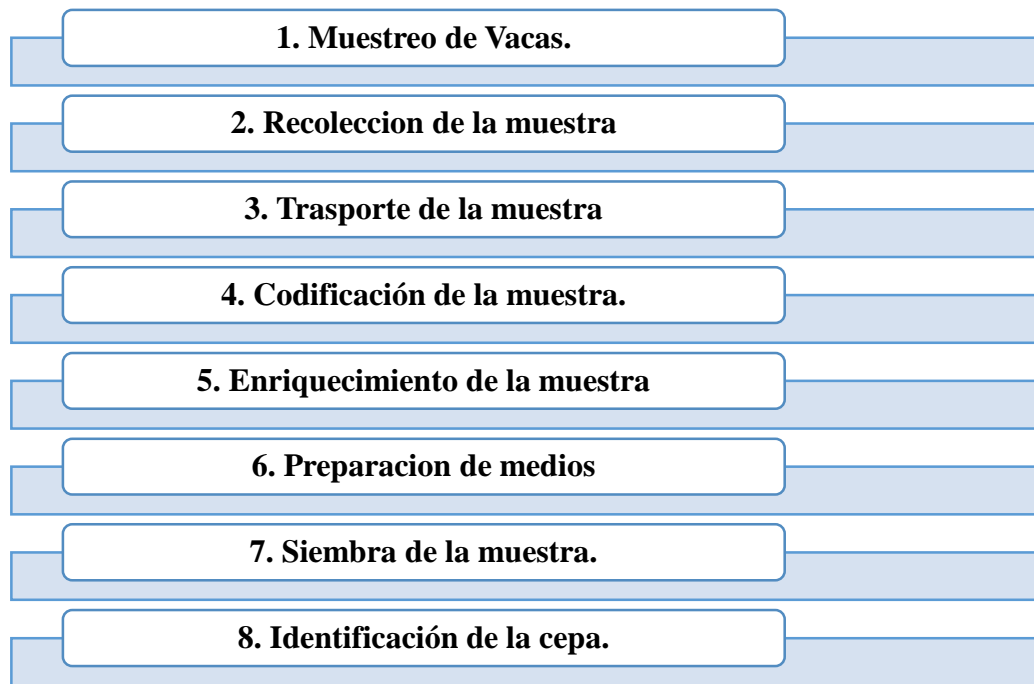 1. Muestreo de Vacas.
2. Recoleccion de la muestra
3. Trasporte de la muestra
4. Codificación de la muestra.
5. Enriquecimiento de la muestra
6. Preparacion de medios
7. Siembra de la muestra.
8. Identificación de la cepa.